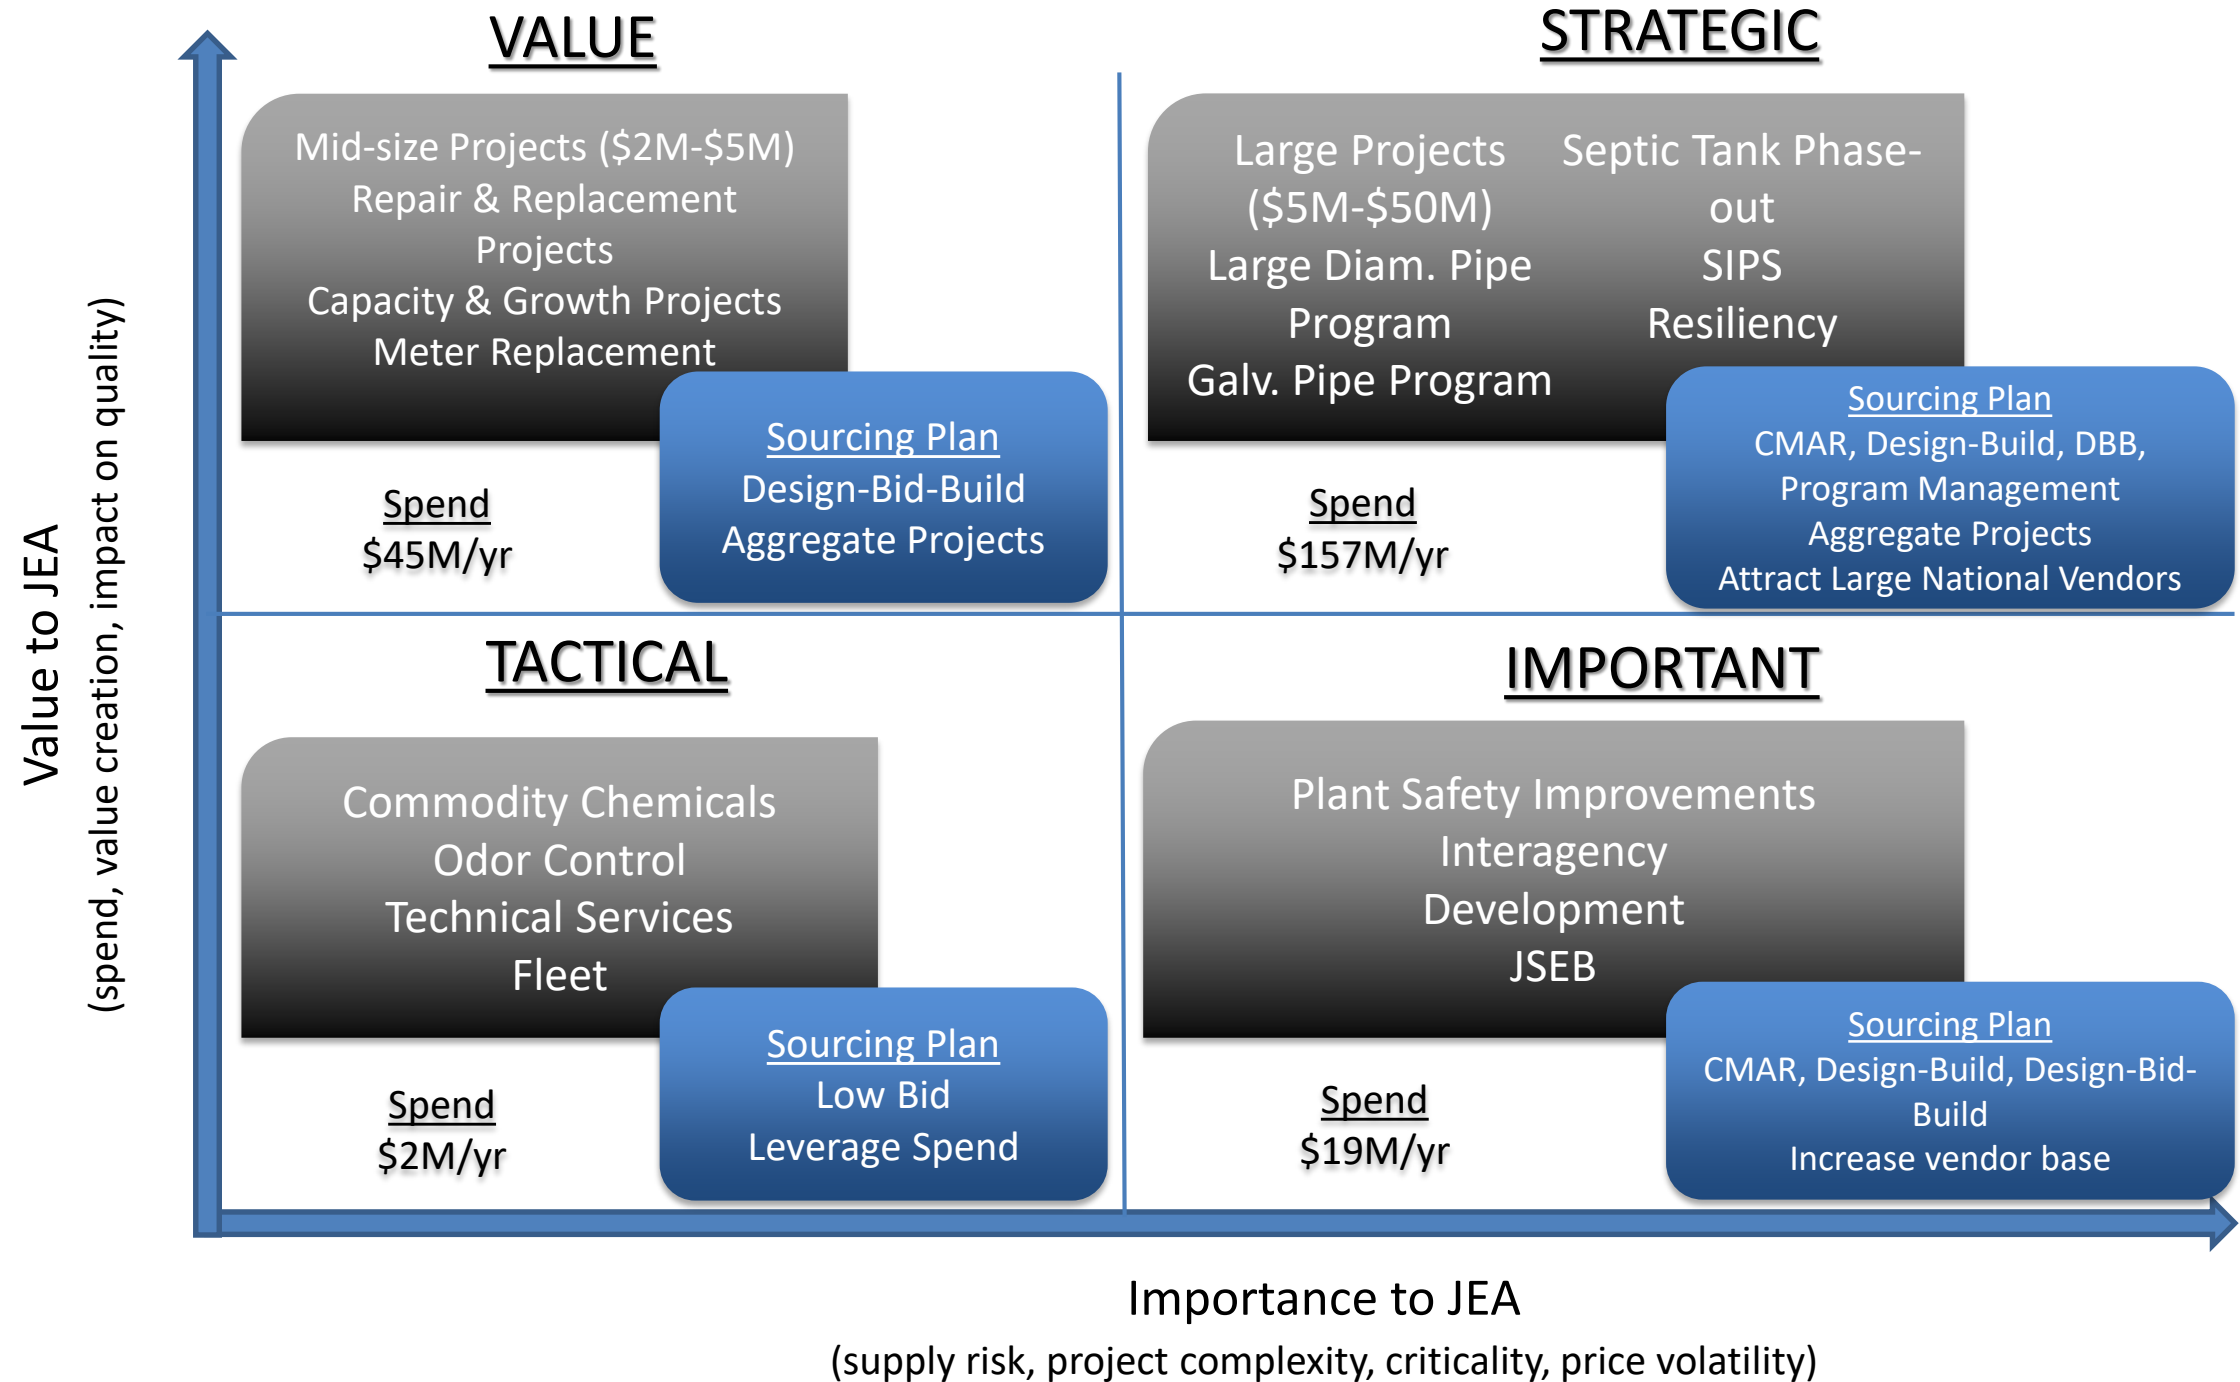 VALUE
Mid-size Projects ($2M-$5M)
Repair & Replacement
Projects
Capacity & Growth Projects
Meter Replacement
Sourcing Plan
Design-Bid-Build
Aggregate Projects
Spend
$45M/yr
STRATEGIC
Large Projects
($5M-$50M)
Large Diam. Pipe
Program
Galv. Pipe Program
Septic Tank Phase-
out
SIPS
Resiliency
Sourcing Plan
CMAR, Design-Build, DBB,
Program Management
Aggregate Projects
Attract Large National Vendors
Spend
$157M/yr
TACTICAL
Commodity Chemicals
Odor Control
Technical Services
Fleet
Sourcing Plan
Low Bid
Leverage Spend
Spend
$2M/yr
IMPORTANT
Plant Safety Improvements
Interagency
Development
JSEB
Sourcing Plan
CMAR, Design-Build, Design-Bid-
Build
Increase vendor base
Spend
$19M/yr
Value to JEA
(spend, value creation, impact on quality)
Importance to JEA
(supply risk, project complexity, criticality, price volatility)